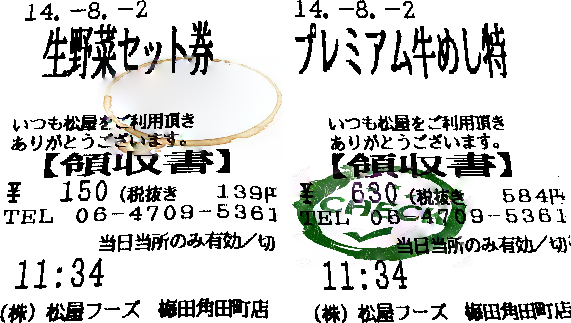 14.-8.-2
生野菜セット券
いつも松屋をご利用頂き
ありがとうございます。
【領収書】
¥ 150 (税抜き 139円
TEL 06-4709-5361
当日当所のみ有効/切
11:34
(株) 松屋フーズ 梅田角田町店
14.-8.-2
プレミアム牛めし特
いつも松屋をご利用頂き
ありがとうございます。
【領収書】
¥ 630 (税抜き 584円
TEL 06-4709-5361
当日当所のみ有効/切
11:34
(株) 松屋フーズ 梅田角田町店